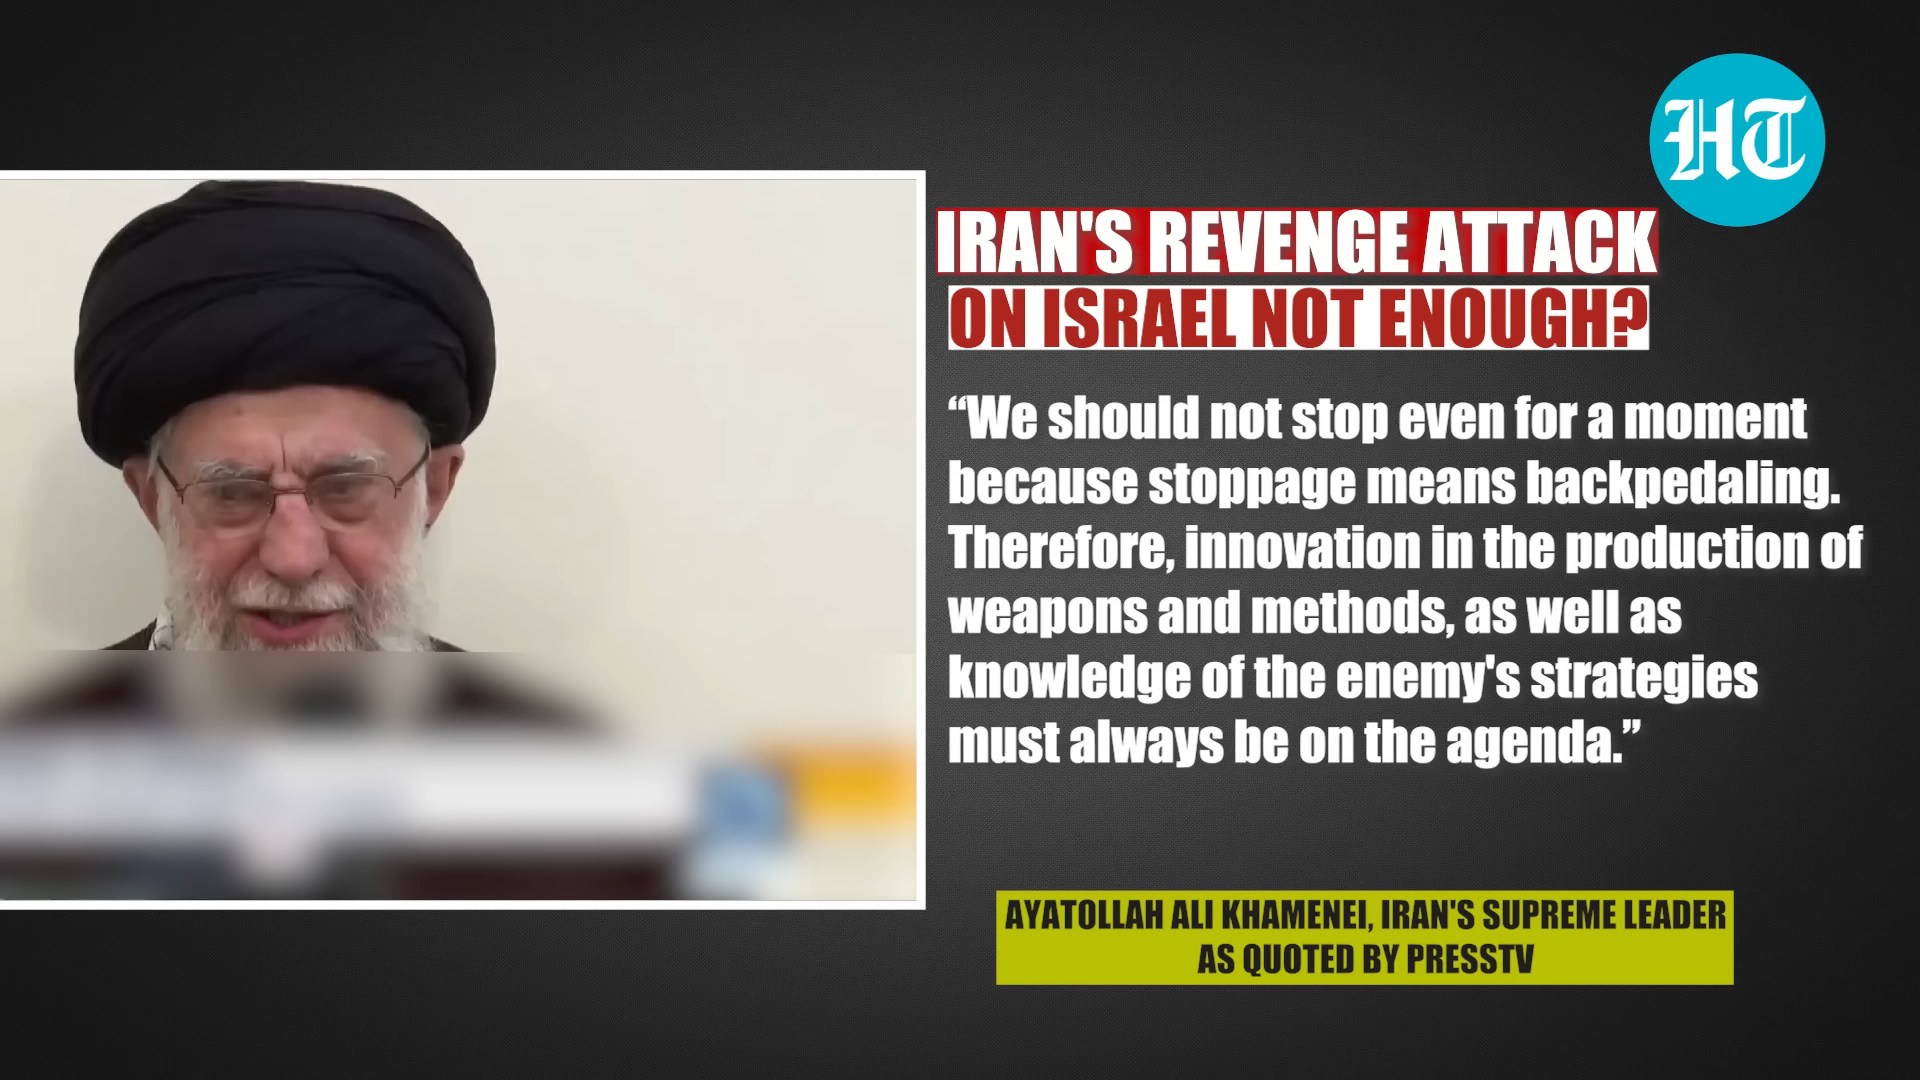 HT
IRAN'S REVENGE ATTACK
ON ISRAEL NOT ENOUGH?
“We should not stop even for a moment
because stoppage means backpedaling.
Therefore, innovation in the production of
weapons and methods, as well as
knowledge of the enemy's strategies
must always be on the agenda.”
AYATOLLAH ALI KHAMENEI, IRAN'S SUPREME LEADER
AS QUOTED BY PRESSTV